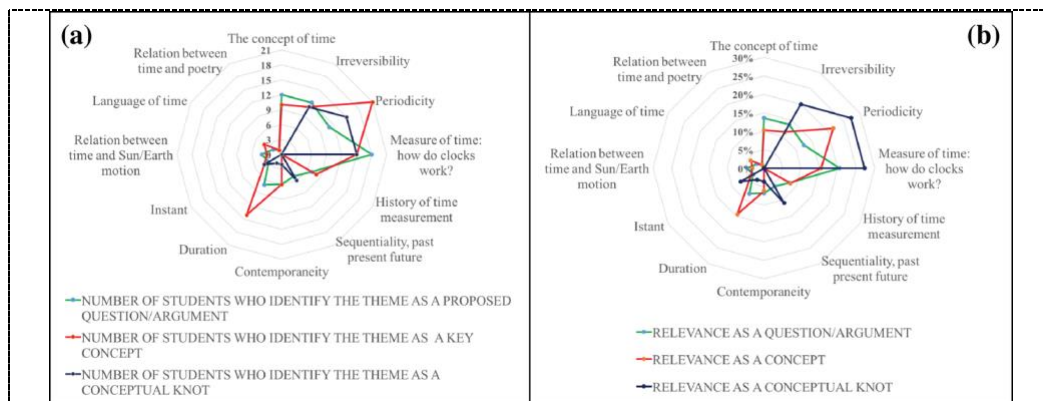 (a)
The concept of time
21
18
15
12
9
6
3
0
Irreversibility
Periodicity
Measure of time:
how do clocks
work?
History of time
measurement
Sequentiality, past
present future
Contemporaneity
Duration
Instant
Relation between
time and Sun/Earth
motion
Language of time
Relation between
time and poetry
NUMBER OF STUDENTS WHO IDENTIFY THE THEME AS A PROPOSED
QUESTION/ARGUMENT
NUMBER OF STUDENTS WHO IDENTIFY THE THEME AS A KEY
CONCEPT
NUMBER OF STUDENTS WHO IDENTIFY THE THEME AS A
CONCEPTUAL KNOT
(b)
The concept of time
30%
25%
20%
15%
10%
5%
0%
Irreversibility
Periodicity
Measure of time:
how do clocks
work?
History of time
measurement
Sequentiality, past
present future
Contemporaneity
Duration
Istant
Relation between
time and Sun/Earth
motion
Language of time
Relation between
time and poetry
RELEVANCE AS A QUESTION/ARGUMENT
RELEVANCE AS A CONCEPT
RELEVANCE AS A CONCEPTUAL KNOT